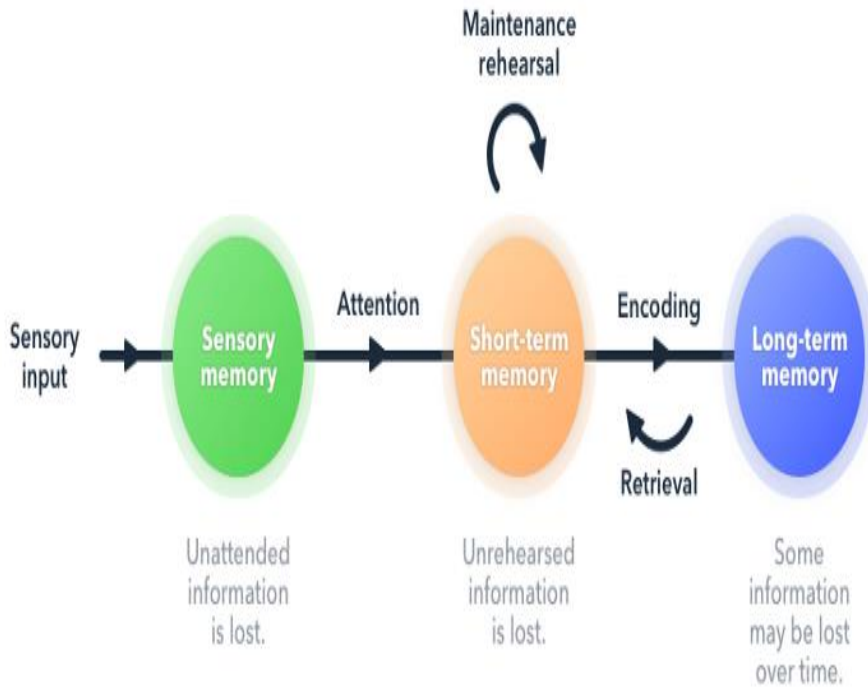 Maintenance
rehearsal
Sensory
input
Sensory
memory
Attention
Short-term
memory
Encoding
Retrieval
Long-term
memory
Unattended
information
is lost.
Unrehearsed
information
is lost.
Some
information
may be lost
over time.